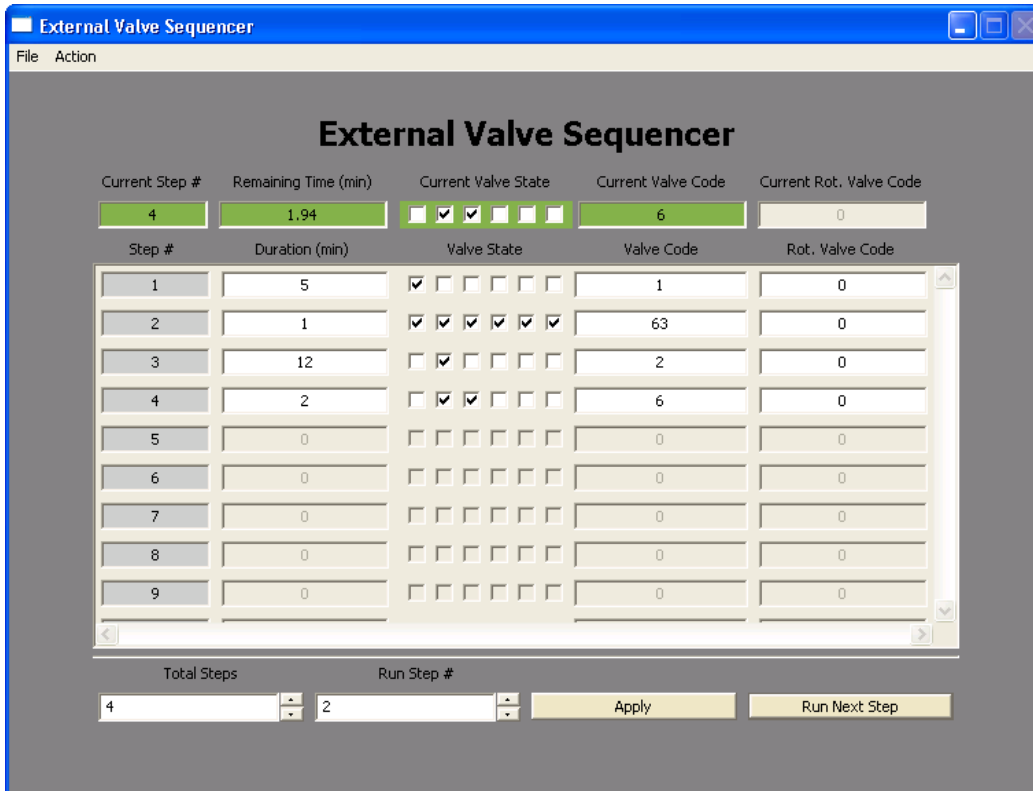 External Valve Sequencer
File Action
External Valve Sequencer
Current Step # Remaining Time (min) Current Valve State Current Valve Code Current Rot. Valve Code
4 1.94 6 0
Step # Duration (min) Valve State Valve Code Rot. Valve Code
1 5 1 0
2 1 63 0
3 12 2 0
4 2 6 0
5 0 0 0
6 0 0 0
7 0 0 0
8 0 0 0
9 0 0 0
Total Steps Run Step #
4 2 Apply Run Next Step